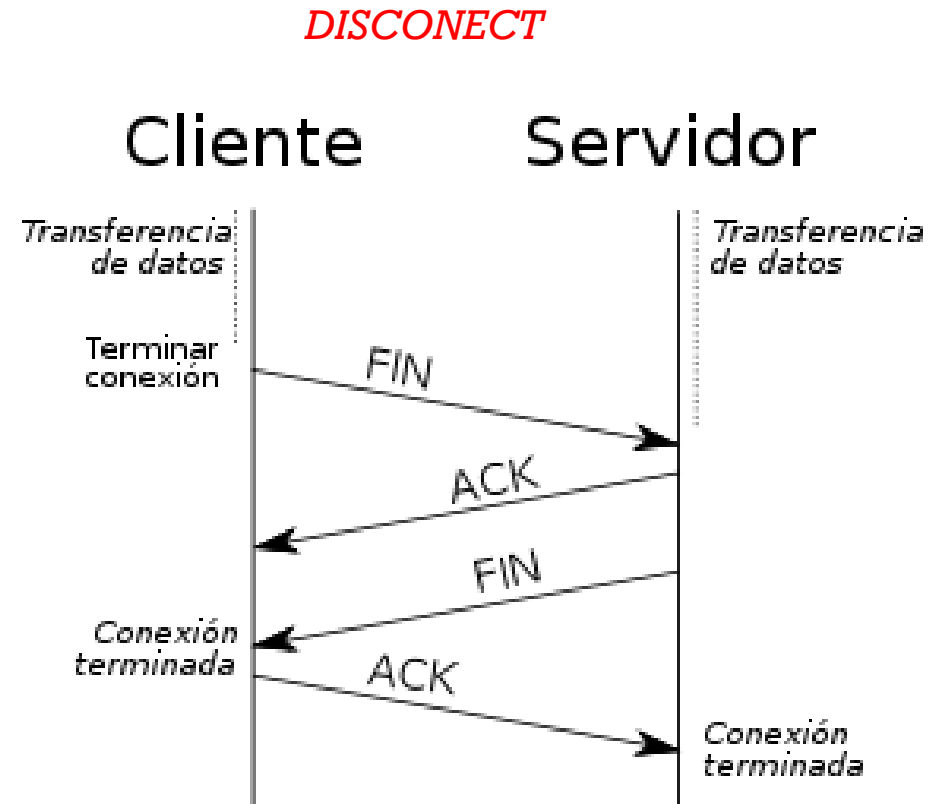 DISCONECT
Cliente
Servidor
Transferencia
de datos
Transferencia
de datos
Terminar
conexión
FIN
ACK
FIN
Conexión
terminada
ACK
Conexión
terminada